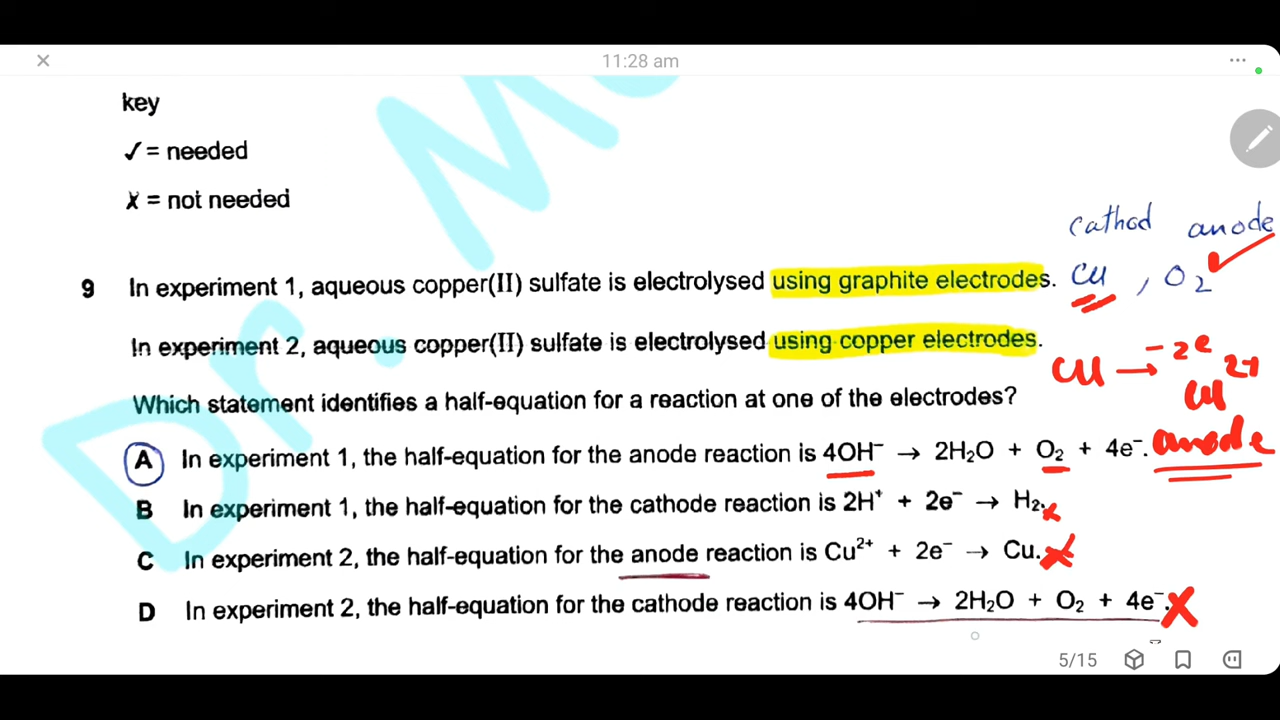 11:28 am
key
✓ = needed
✗ = not needed
cathod anode
9 In experiment 1, aqueous copper(II) sulfate is electrolysed using graphite electrodes. Cu , O₂
In experiment 2, aqueous copper(II) sulfate is electrolysed using copper electrodes.
Cu → −2e Cu²⁺
Which statement identifies a half-equation for a reaction at one of the electrodes?
A In experiment 1, the half-equation for the anode reaction is 4OH⁻ → 2H₂O + O₂ + 4e⁻. anode
B In experiment 1, the half-equation for the cathode reaction is 2H⁺ + 2e⁻ → H₂. x
C In experiment 2, the half-equation for the anode reaction is Cu²⁺ + 2e⁻ → Cu. x
D In experiment 2, the half-equation for the cathode reaction is 4OH⁻ → 2H₂O + O₂ + 4e⁻. x
5/15
Dr.